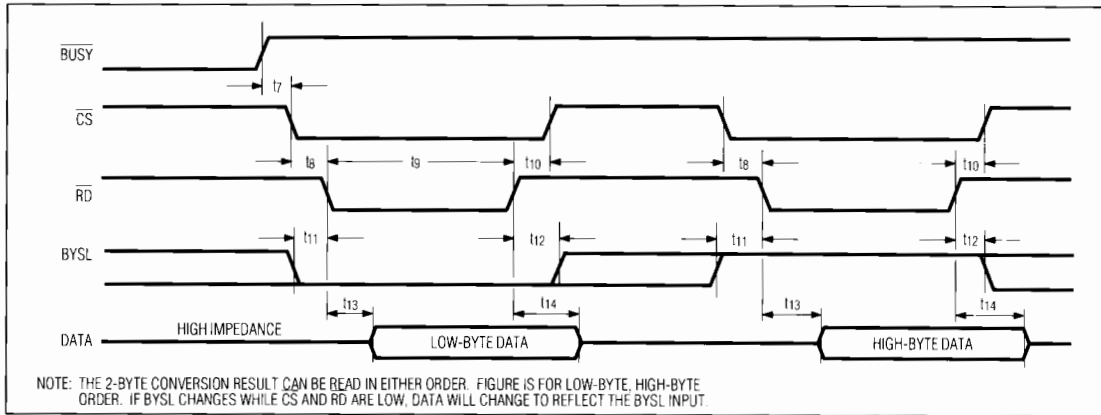 BUSY
t7
CS
t8 t9 t10 t8 t10
RD
t11 t12 t11 t12
BYSL
t13 t14 t13 t14
HIGH IMPEDANCE
DATA LOW-BYTE DATA HIGH-BYTE DATA
NOTE: THE 2-BYTE CONVERSION RESULT CAN BE READ IN EITHER ORDER. FIGURE IS FOR LOW-BYTE, HIGH-BYTE
ORDER. IF BYSL CHANGES WHILE CS AND RD ARE LOW, DATA WILL CHANGE TO REFLECT THE BYSL INPUT.